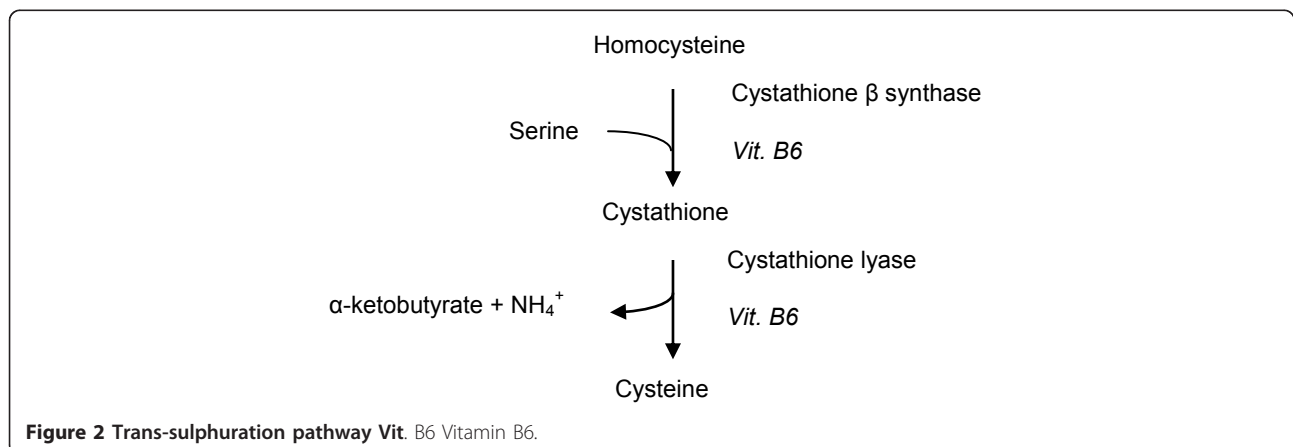 Homocysteine
Cystathione β synthase
Serine
Vit. B6
Cystathione
Cystathione lyase
α-ketobutyrate + NH₄⁺
Vit. B6
Cysteine
Figure 2 Trans-sulphuration pathway Vit. B6 Vitamin B6.